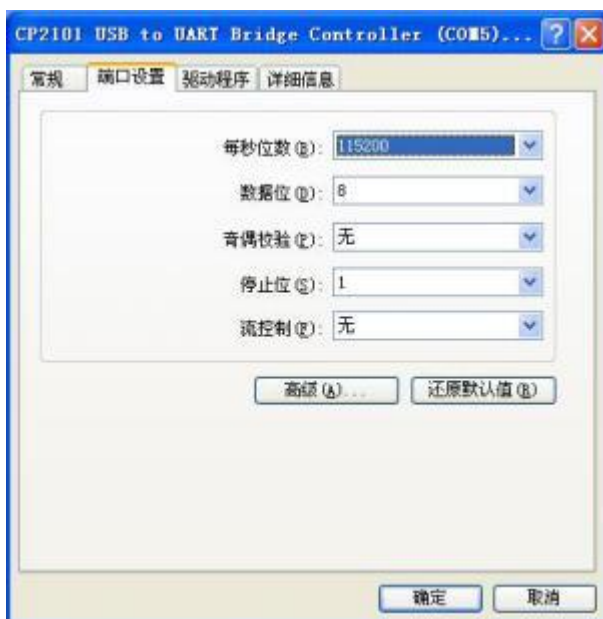 CP2101 USB to UART Bridge Controller (COM5)...
常规 端口设置 驱动程序 详细信息
每秒位数(B): 115200
数据位(D): 8
奇偶校验(P): 无
停止位(S): 1
流控制(F): 无
高级(A)... 还原默认值(R)
确定 取消